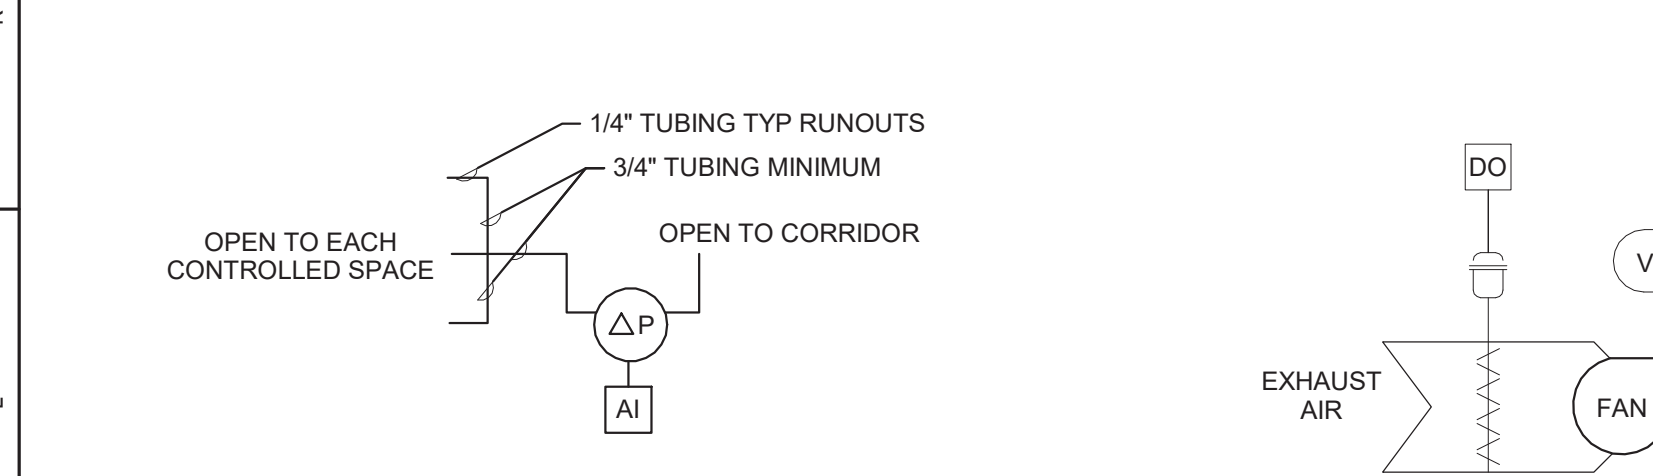 1/4" TUBING TYP RUNOUTS
3/4" TUBING MINIMUM
OPEN TO EACH
CONTROLLED SPACE
OPEN TO CORRIDOR
△P
AI
DO
V
EXHAUST
AIR
FAN